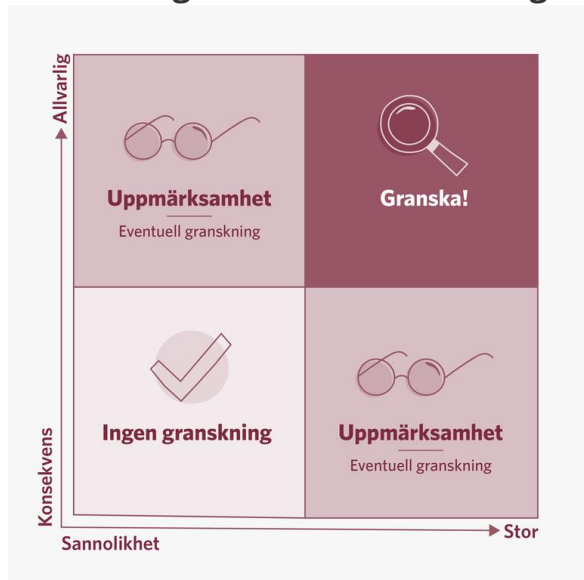 Allvarlig
Uppmärksamhet
Eventuell granskning
Granska!
Ingen granskning
Uppmärksamhet
Eventuell granskning
Konsekvens
Sannolikhet
Stor